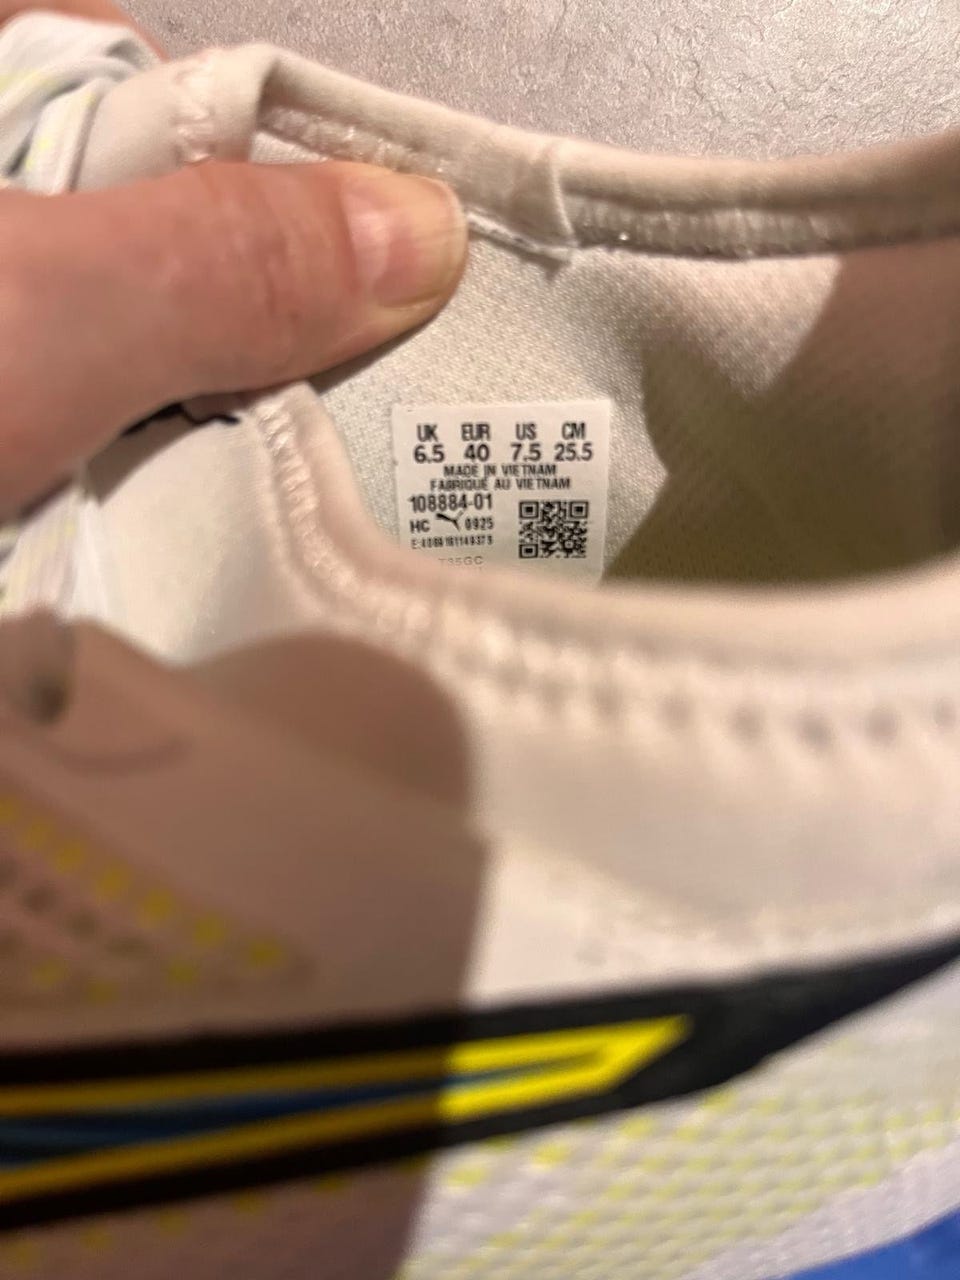 UK EUR US CM
6.5 40 7.5 25.5
MADE IN VIETNAM
FABRIQUÉ AU VIETNAM
108884-01
HC 0925